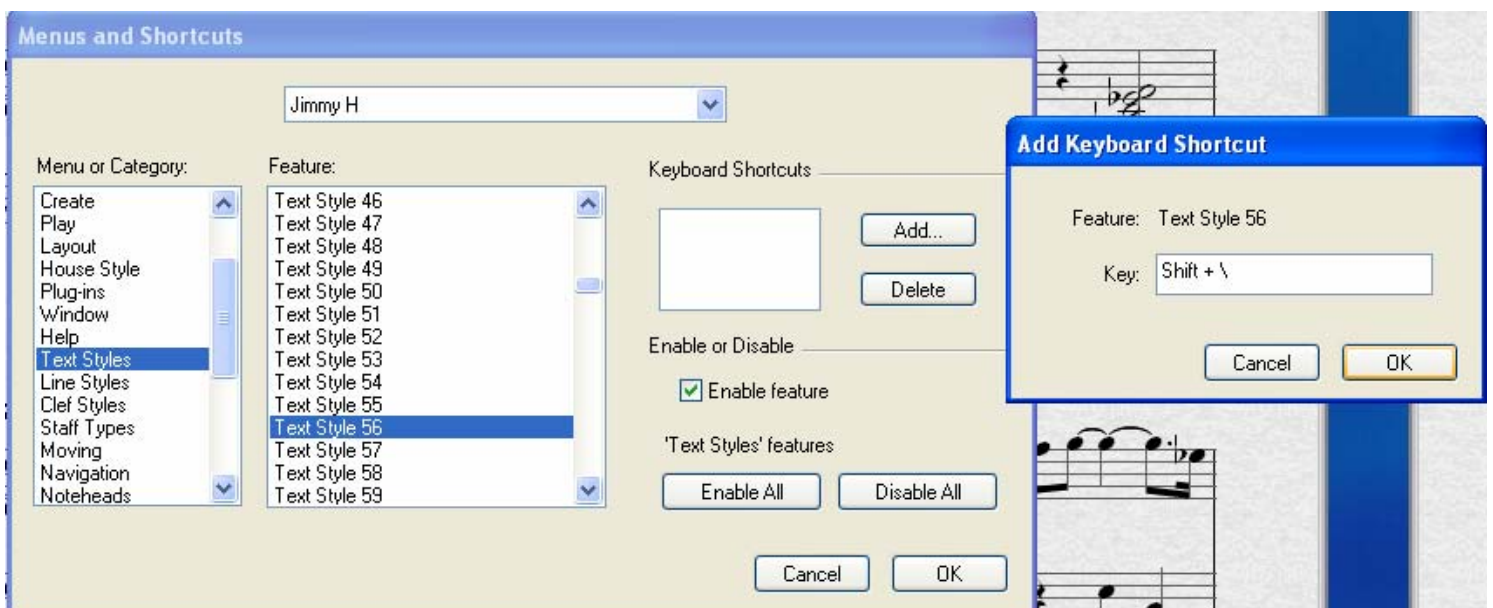 Menus and Shortcuts
Jimmy H
Menu or Category:
Create
Play
Layout
House Style
Plug-ins
Window
Help
Text Styles
Line Styles
Clef Styles
Staff Types
Moving
Navigation
Noteheads
Feature:
Text Style 46
Text Style 47
Text Style 48
Text Style 49
Text Style 50
Text Style 51
Text Style 52
Text Style 53
Text Style 54
Text Style 55
Text Style 56
Text Style 57
Text Style 58
Text Style 59
Keyboard Shortcuts
Add...
Delete
Enable or Disable
Enable feature
'Text Styles' features
Enable All
Disable All
Cancel
OK
Add Keyboard Shortcut
Feature: Text Style 56
Key: Shift + \
Cancel
OK